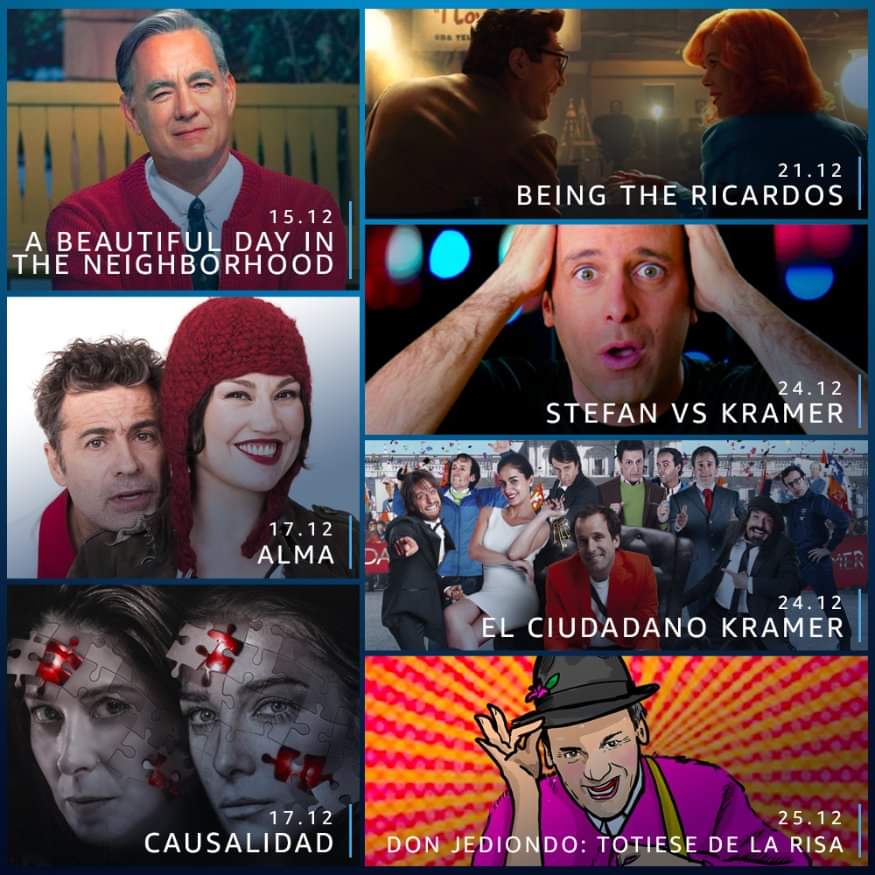 15.12
A BEAUTIFUL DAY IN
THE NEIGHBORHOOD
17.12
ALMA
17.12
CAUSALIDAD
21.12
BEING THE RICARDOS
24.12
STEFAN VS KRAMER
24.12
EL CIUDADANO KRAMER
25.12
DON JEDIONDO: TOTIESE DE LA RISA